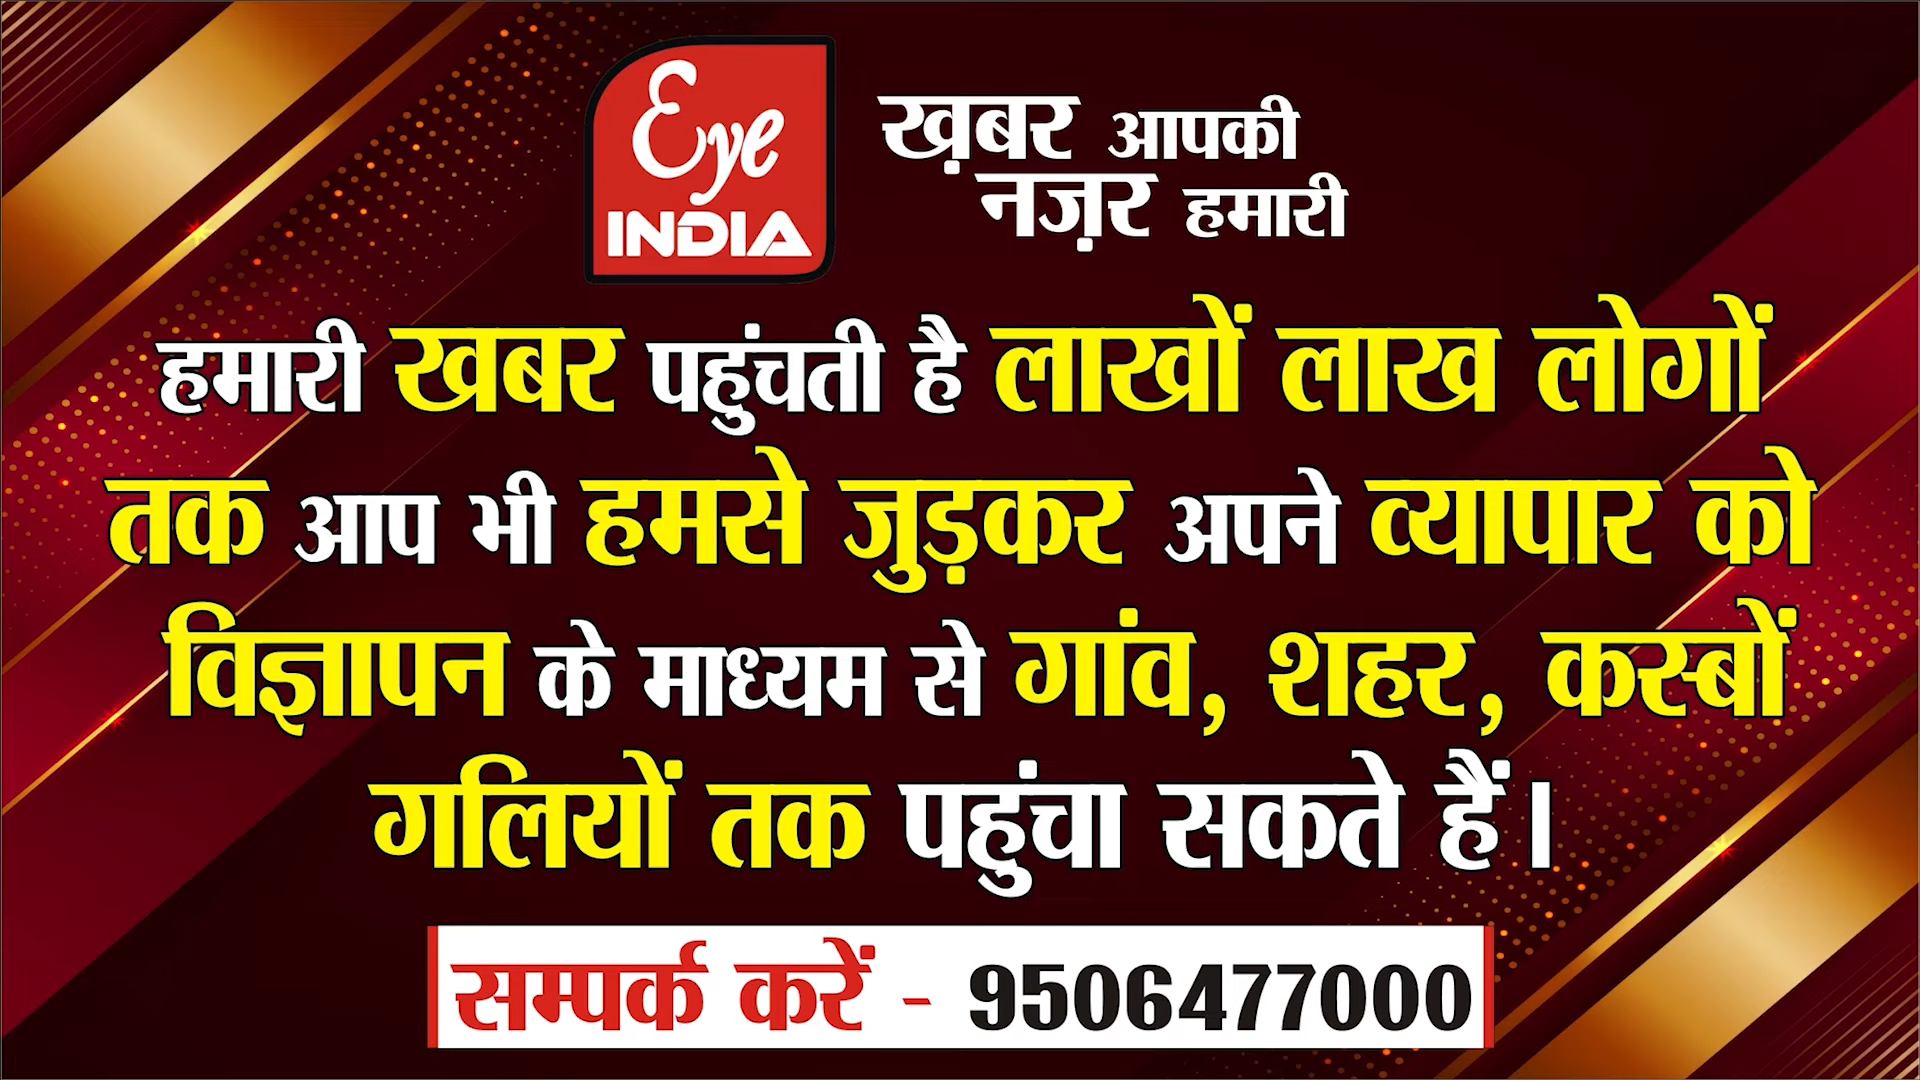 Eye
INDIA
ख़बर आपकी
नज़र हमारी
हमारी खबर पहुंचती है लाखों लाख लोगों
तक आप भी हमसे जुड़कर अपने व्यापार को
विज्ञापन के माध्यम से गांव, शहर, कस्बों
गलियों तक पहुंचा सकते हैं।
सम्पर्क करें - 9506477000